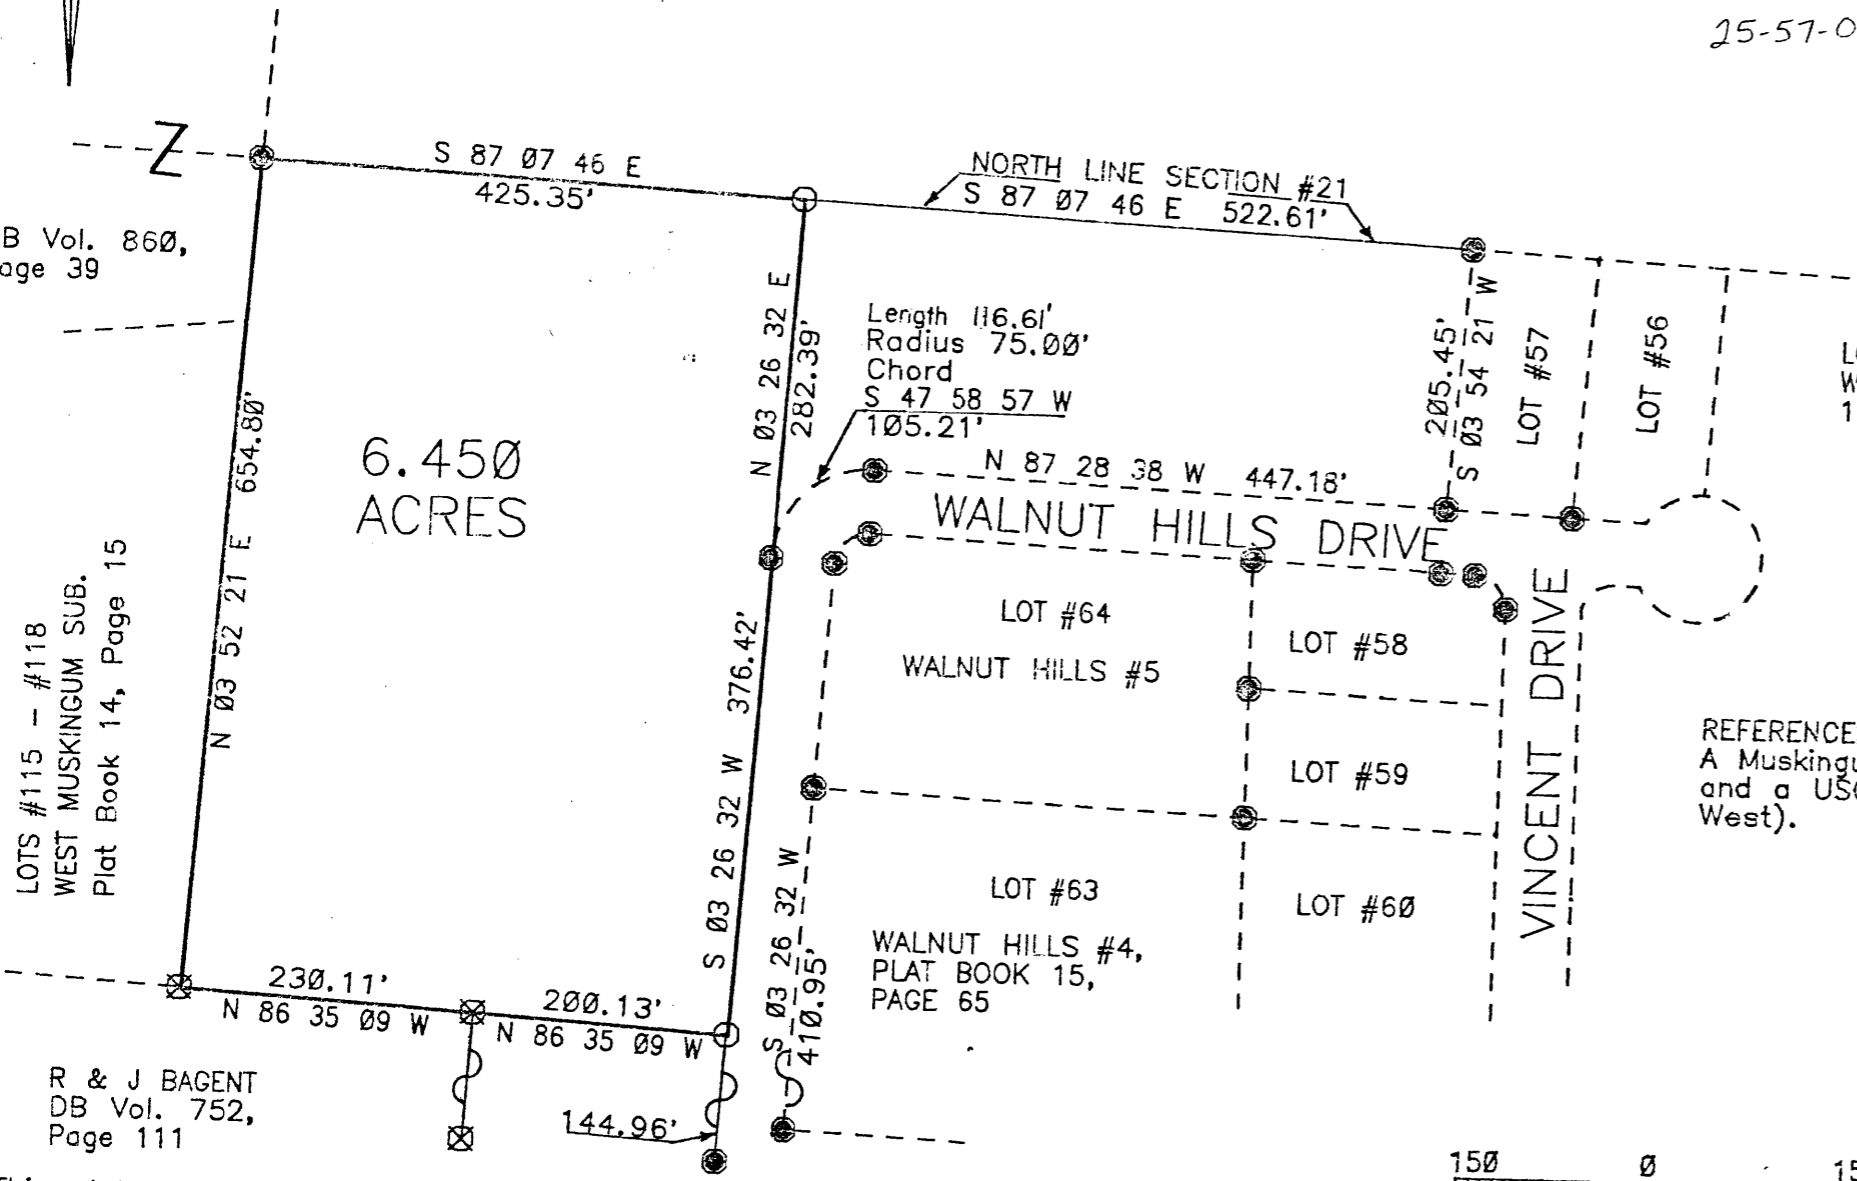 25-57-0
Z
S 87 07 46 E
425.35'
NORTH LINE SECTION #21
S 87 07 46 E 522.61'
B Vol. 860,
age 39
N 03 26 32 E
282.39'
Length 116.61'
Radius 75.00'
Chord
S 47 58 57 W
105.21'
205.45'
S 03 54 21 W
LOT #57
LOT #56
W
1
N 87 28 38 W 447.18'
WALNUT HILLS DRIVE
6.450
ACRES
N 03 52 21 E 654.80'
LOTS #115 - #118
WEST MUSKINGUM SUB.
Plat Book 14, Page 15
S 03 26 32 W 376.42'
LOT #64
WALNUT HILLS #5
LOT #58
LOT #59
VINCENT DRIVE
REFERENCE
A Muskingu
and a US
West).
LOT #63
LOT #60
WALNUT HILLS #4,
PLAT BOOK 15,
PAGE 65
S 03 26 32 W
410.95'
230.11'
N 86 35 09 W
200.13'
N 86 35 09 W
R & J BAGENT
DB Vol. 752,
Page 111
144.96'
150 0 15